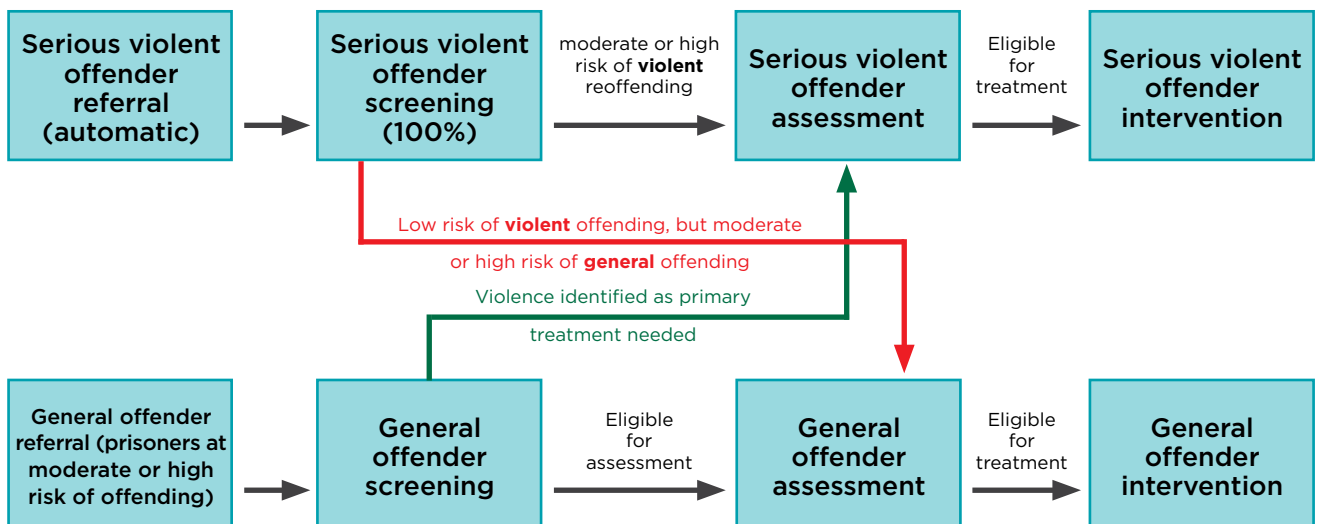 Serious violent
offender
referral
(automatic)
Serious violent
offender
screening
(100%)
moderate or high
risk of violent
reoffending
Serious violent
offender
assessment
Eligible
for
treatment
Serious violent
offender
intervention
Low risk of violent offending, but moderate
or high risk of general offending
Violence identified as primary
treatment needed
General offender
referral (prisoners at
moderate or high
risk of offending)
General
offender
screening
Eligible
for
assessment
General
offender
assessment
Eligible
for
treatment
General
offender
intervention